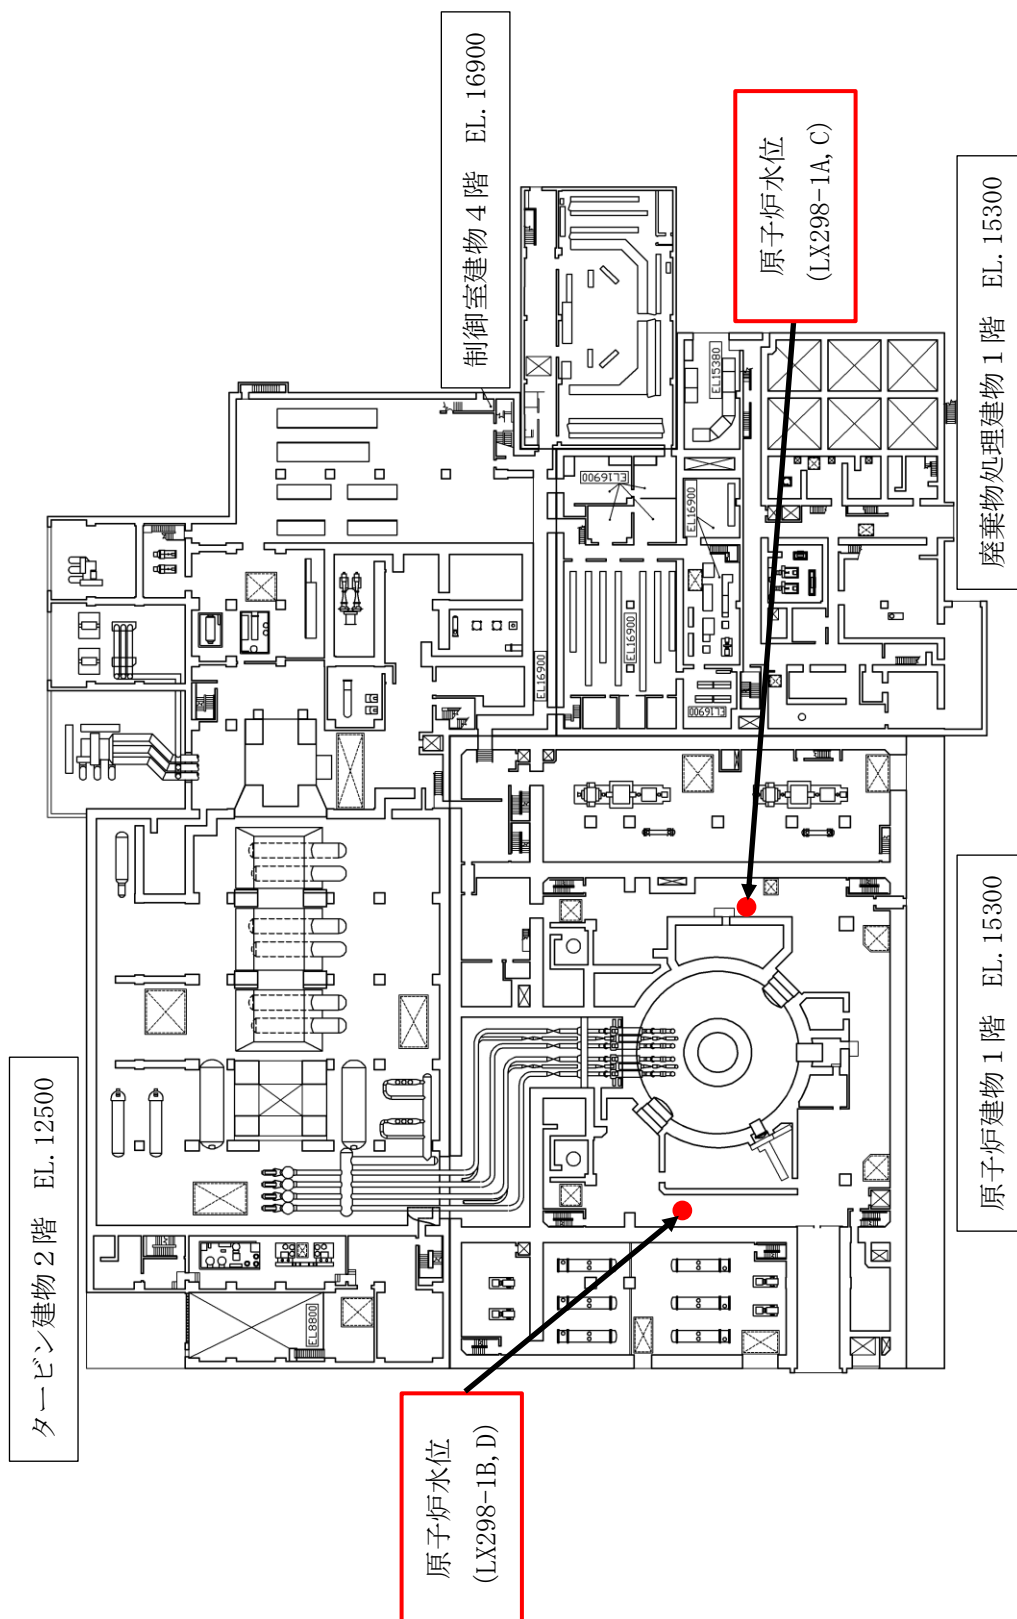 タービン建物２階　EL.12500
制御室建物４階　EL.16900
原子炉水位
(LX298-1A,C)
廃棄物処理建物１階　EL.15300
原子炉建物１階　EL.15300
原子炉水位
(LX298-1B,D)
EL15380
EL16900
EL16900
EL16900
EL16900
EL16900
EL8800